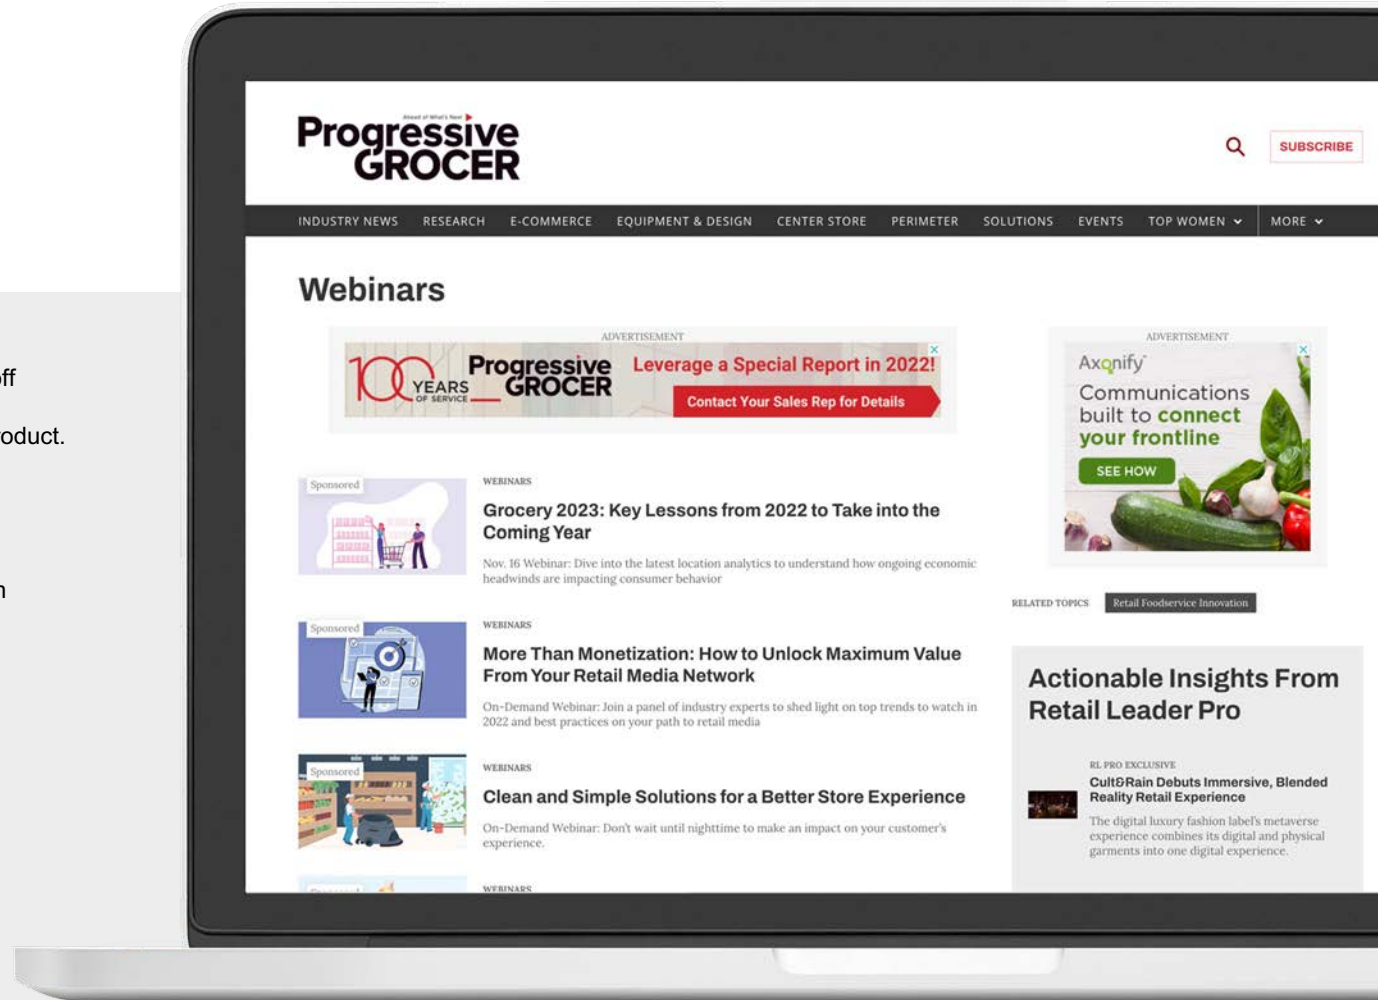 Ahead of What's Next
Progressive
GROCER
SUBSCRIBE
INDUSTRY NEWS RESEARCH E-COMMERCE EQUIPMENT & DESIGN CENTER STORE PERIMETER SOLUTIONS EVENTS TOP WOMEN MORE
Webinars
ADVERTISEMENT
100 YEARS
OF SERVICE
Progressive
GROCER
Leverage a Special Report in 2022!
Contact Your Sales Rep for Details
Sponsored
WEBINARS
Grocery 2023: Key Lessons from 2022 to Take into the
Coming Year
Nov. 16 Webinar: Dive into the latest location analytics to understand how ongoing economic
headwinds are impacting consumer behavior
Sponsored
WEBINARS
More Than Monetization: How to Unlock Maximum Value
From Your Retail Media Network
On-Demand Webinar: Join a panel of industry experts to shed light on top trends to watch in
2022 and best practices on your path to retail media
Sponsored
WEBINARS
Clean and Simple Solutions for a Better Store Experience
On-Demand Webinar: Don't wait until nighttime to make an impact on your customer's
experience.
WEBINARS
ADVERTISEMENT
Axonify
Communications
built to connect
your frontline
SEE HOW
RELATED TOPICS Retail Foodservice Innovation
Actionable Insights From
Retail Leader Pro
RL PRO EXCLUSIVE
Cult&Rain Debuts Immersive, Blended
Reality Retail Experience
The digital luxury fashion label's metaverse
experience combines its digital and physical
garments into one digital experience.